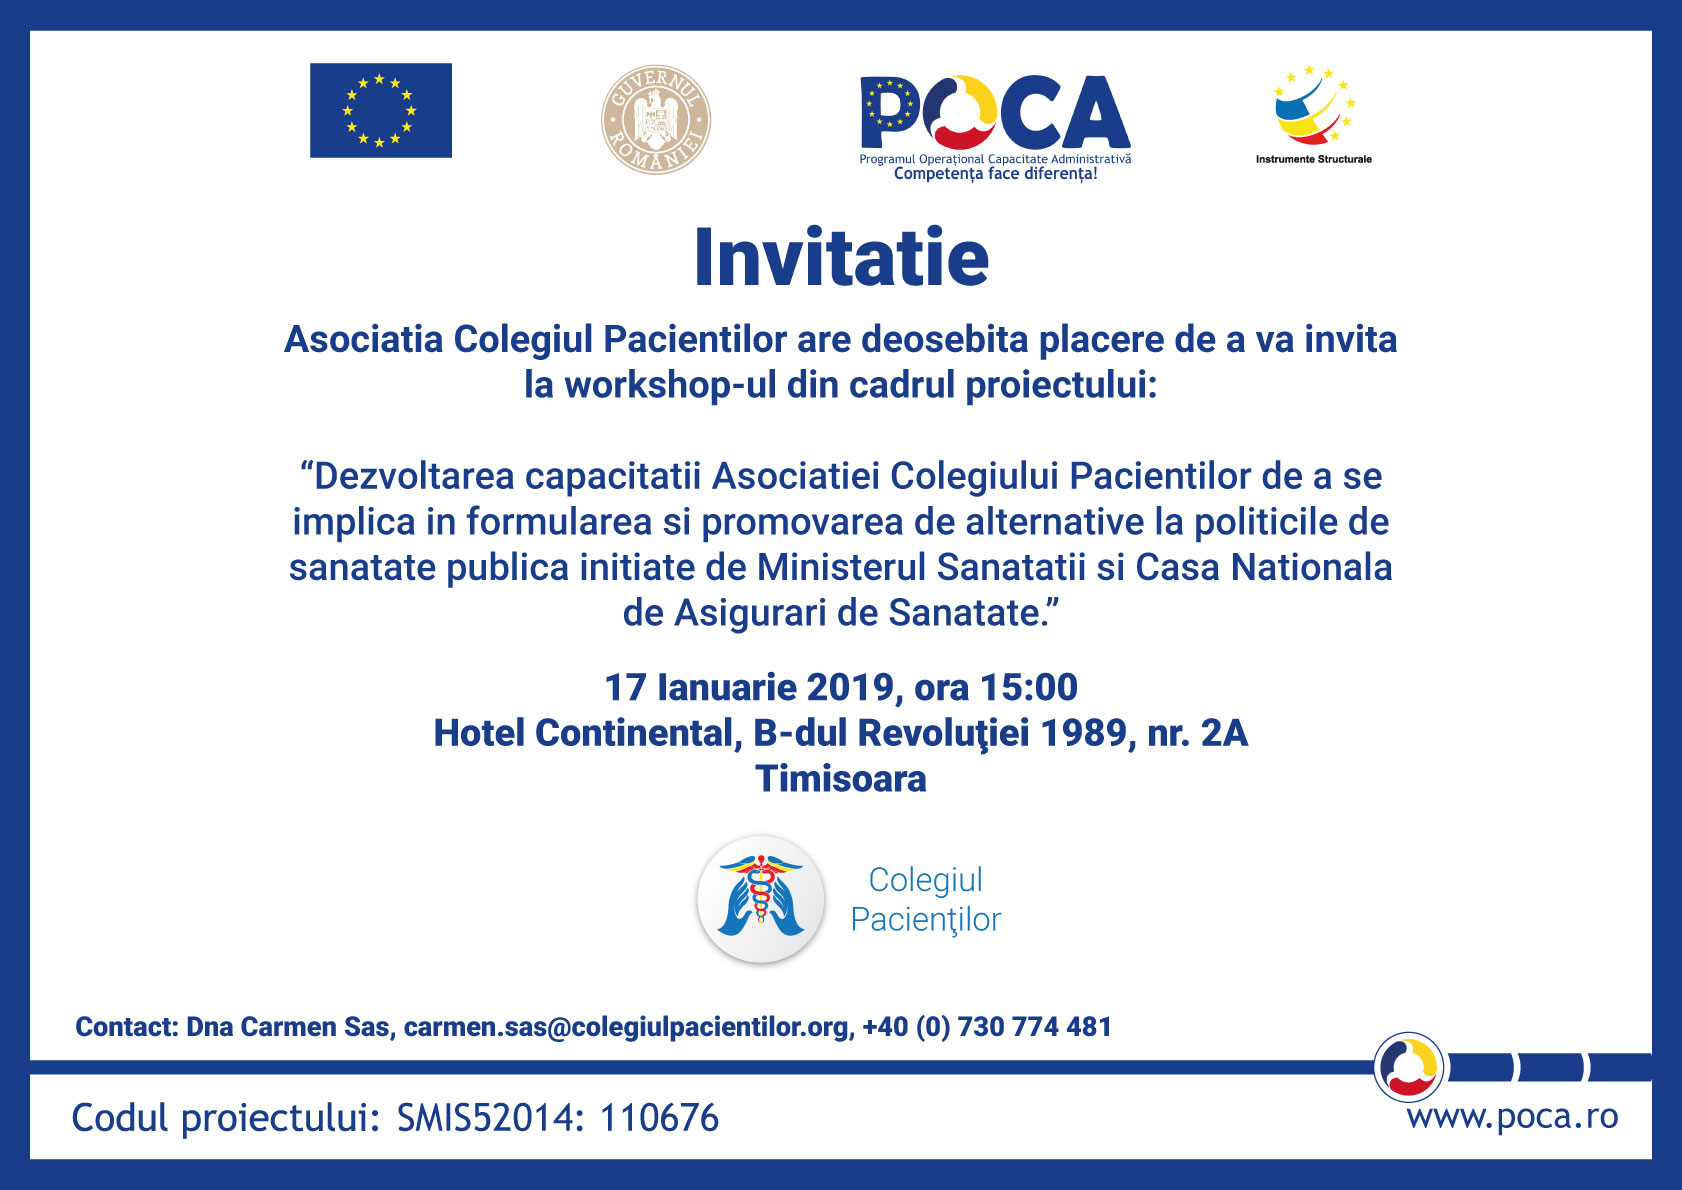 GUVERNUL ROMÂNIEI
POCA
Programul Operațional Capacitate Administrativă
Competența face diferența!
Instrumente Structurale
Invitatie
Asociatia Colegiul Pacientilor are deosebita placere de a va invita
la workshop-ul din cadrul proiectului:
“Dezvoltarea capacitatii Asociatiei Colegiului Pacientilor de a se
implica in formularea si promovarea de alternative la politicile de
sanatate publica initiate de Ministerul Sanatatii si Casa Nationala
de Asigurari de Sanatate.”
17 Ianuarie 2019, ora 15:00
Hotel Continental, B-dul Revoluţiei 1989, nr. 2A
Timisoara
Colegiul
Pacienţilor
Contact: Dna Carmen Sas, carmen.sas@colegiulpacientilor.org, +40 (0) 730 774 481
Codul proiectului: SMIS52014: 110676
www.poca.ro